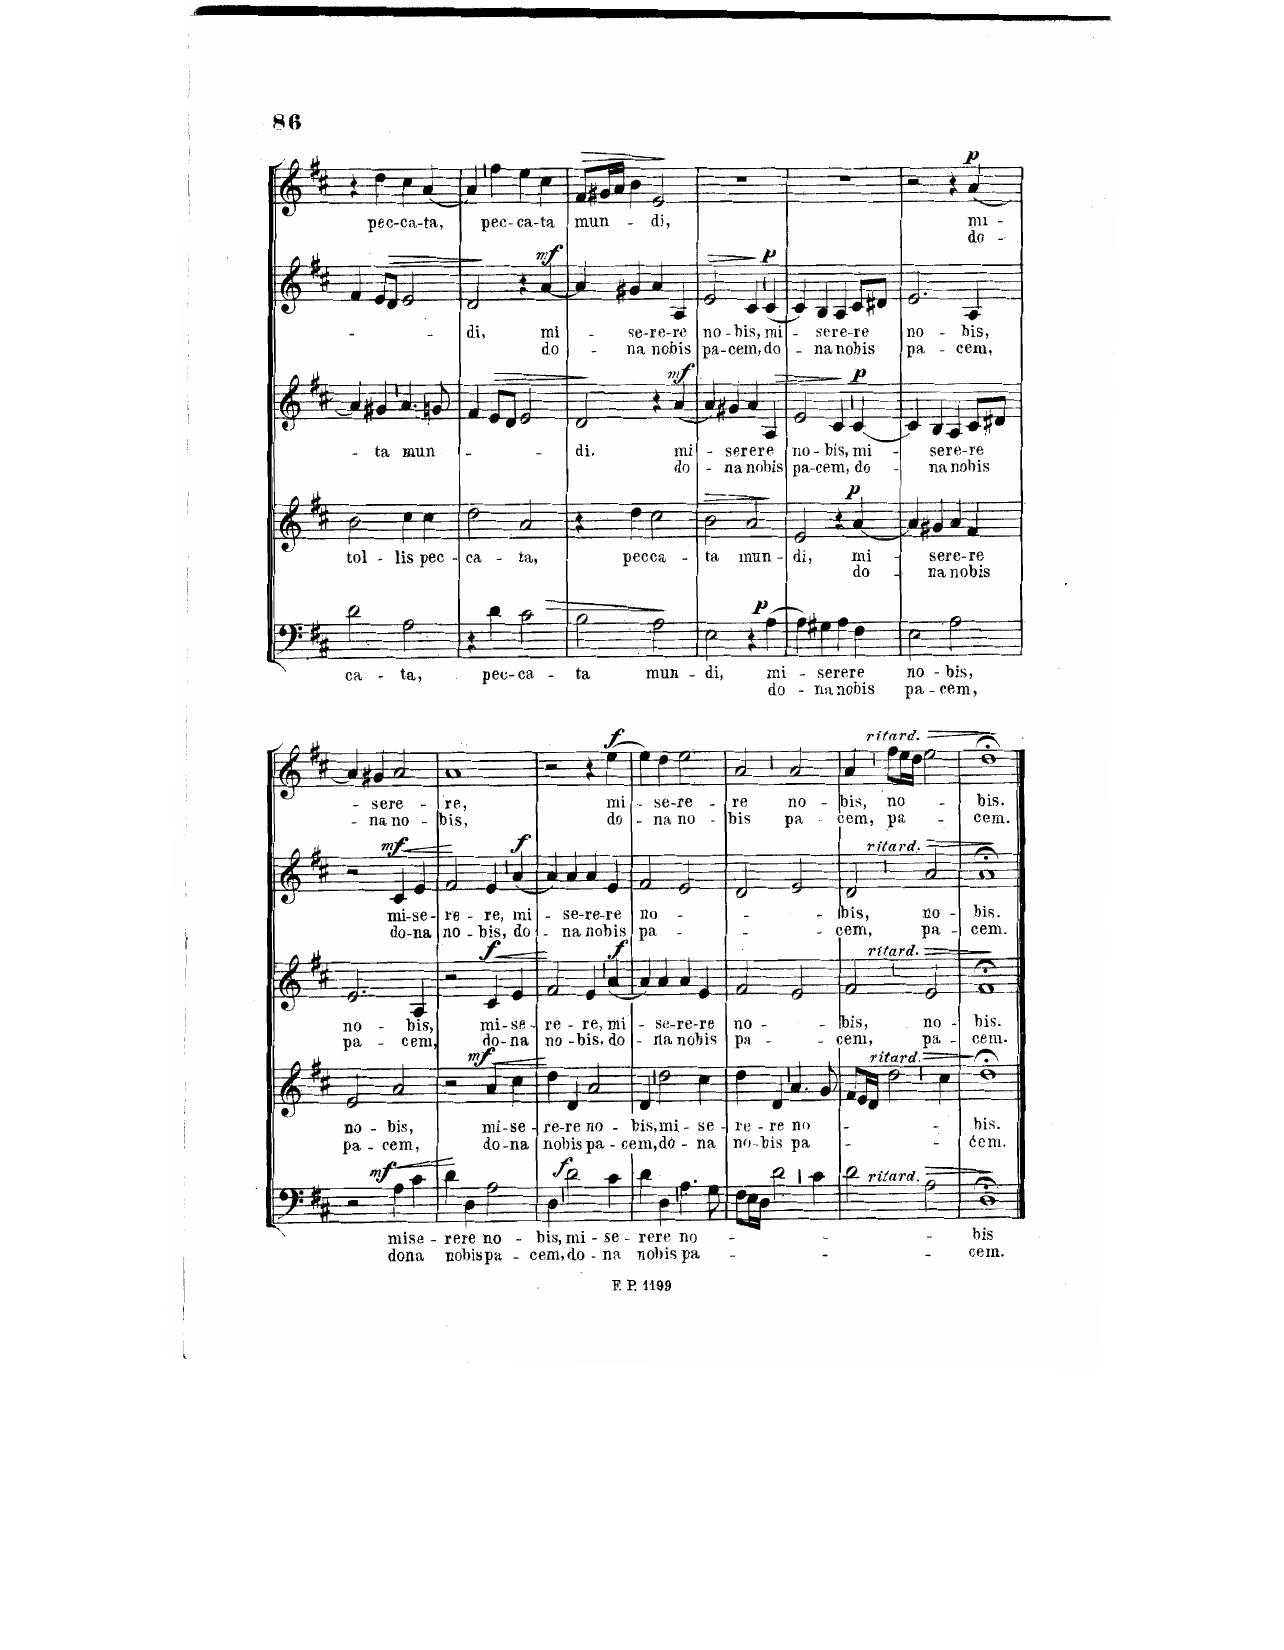 86
p
pec-ca-ta, pec-ca-ta mun - di, mi -
do -
mf p
- - di, mi - se-re-re no-bis, mi - sere-re no - bis,
do - na nobis pa-cem, do - na nobis pa - cem,
mf p
- ta mun - - - di. mi - serere no-bis, mi - sere-re
do - na nobis pa-cem, do - na nobis
p
tol - lis pec - ca - ta, pecca - ta mun - di, mi - sere-re
do - na nobis
p
ca - ta, pec-ca - ta mun - di, mi - serere no - bis,
do - na nobis pa - cem,
f ritard.
- sere - re, mi - se-re - re no - bis, no - bis.
- na no - bis, do - na no - bis pa - cem, pa - cem.
mf f ritard.
mi-se- re - re, mi - se-re-re no - - - bis, no - bis.
do-na no - bis, do - na nobis pa - - - cem, pa - cem.
f f ritard.
no - bis, mi-se- re - re, mi - se-re-re no - - bis, no - bis.
pa - cem, do-na no - bis, do - na nobis pa - - cem, pa - cem.
mf ritard.
no - bis, mi-se - re-re no - bis, mi - se - re - re no - - - bis.
pa - cem, do-na nobis pa - cem, do - na no-bis pa - - - cem.
mf f ritard.
mise - rere no - bis, mi - se - rere no - - - bis
dona nobis pa - cem, do - na nobis pa - - - cem.
F. P. 1199